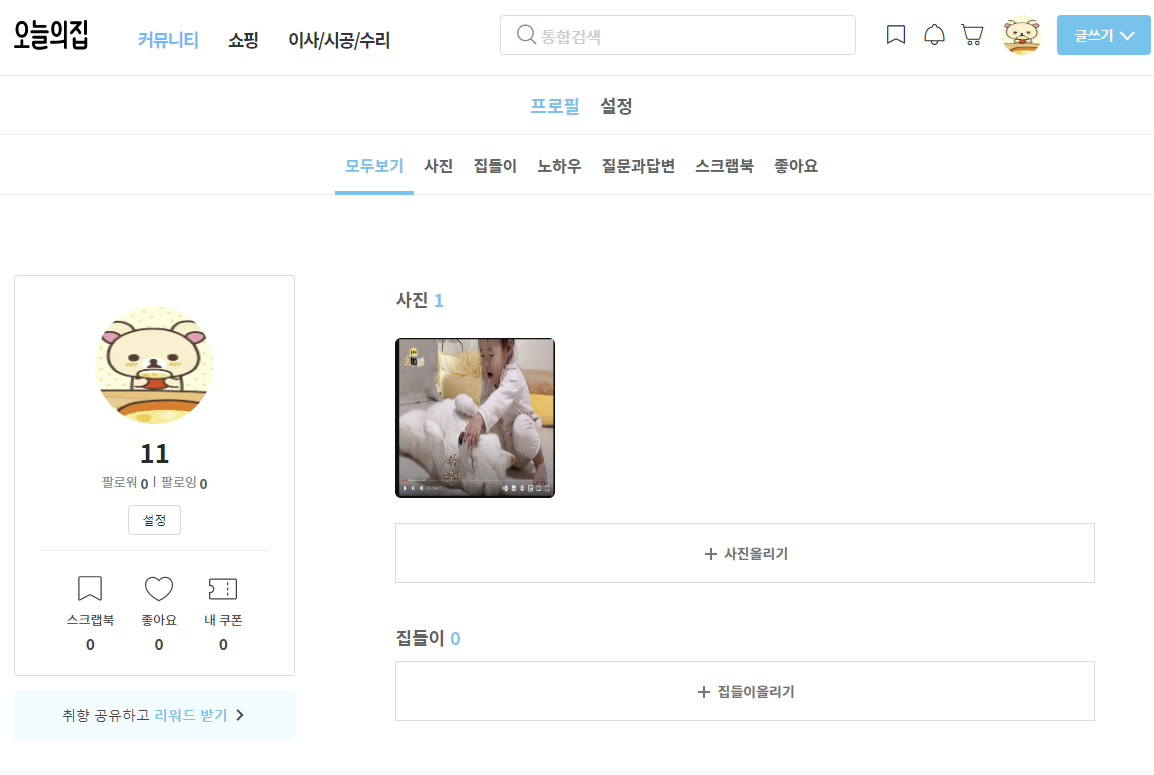 오늘의집 커뮤니티 쇼핑 이사/시공/수리 통합검색 글쓰기
프로필 설정
모두보기 사진 집들이 노하우 질문과답변 스크랩북 좋아요
11
팔로워 0 | 팔로잉 0
설정
스크랩북 좋아요 내 쿠폰
0 0 0
취향 공유하고 리워드 받기
사진 1
사진올리기
집들이 0
집들이올리기